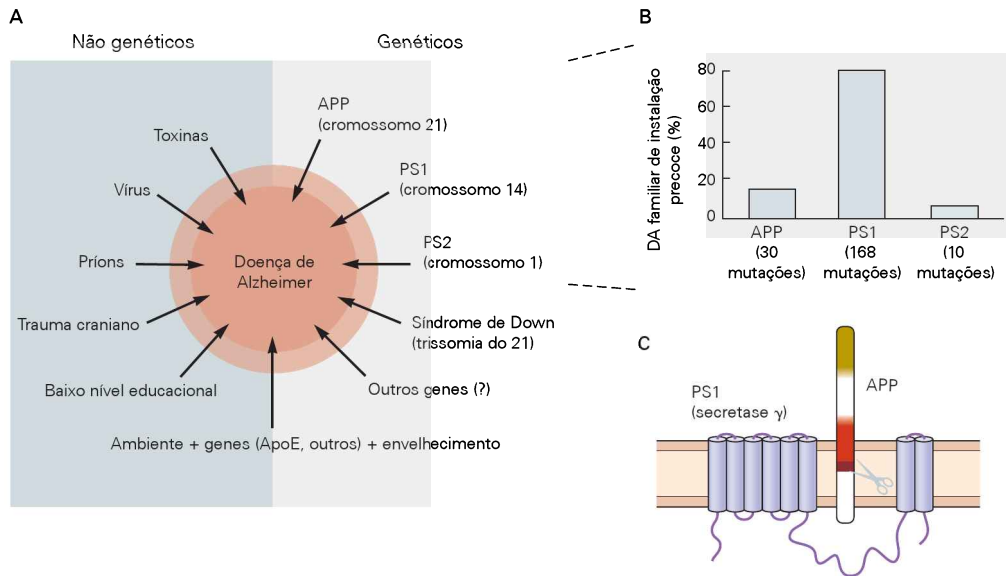 A
Não genéticos
Genéticos
Toxinas
Vírus
Príons
Trauma craniano
Baixo nível educacional
APP
(cromossomo 21)
PS1
(cromossomo 14)
PS2
(cromossomo 1)
Síndrome de Down
(trissomia do 21)
Outros genes (?)
Doença de
Alzheimer
Ambiente + genes (ApoE, outros) + envelhecimento
B
DA familiar de instalação
precoce (%)
80
60
40
20
0
APP
(30
mutações)
PS1
(168
mutações)
PS2
(10
mutações)
C
PS1
(secretase γ)
APP